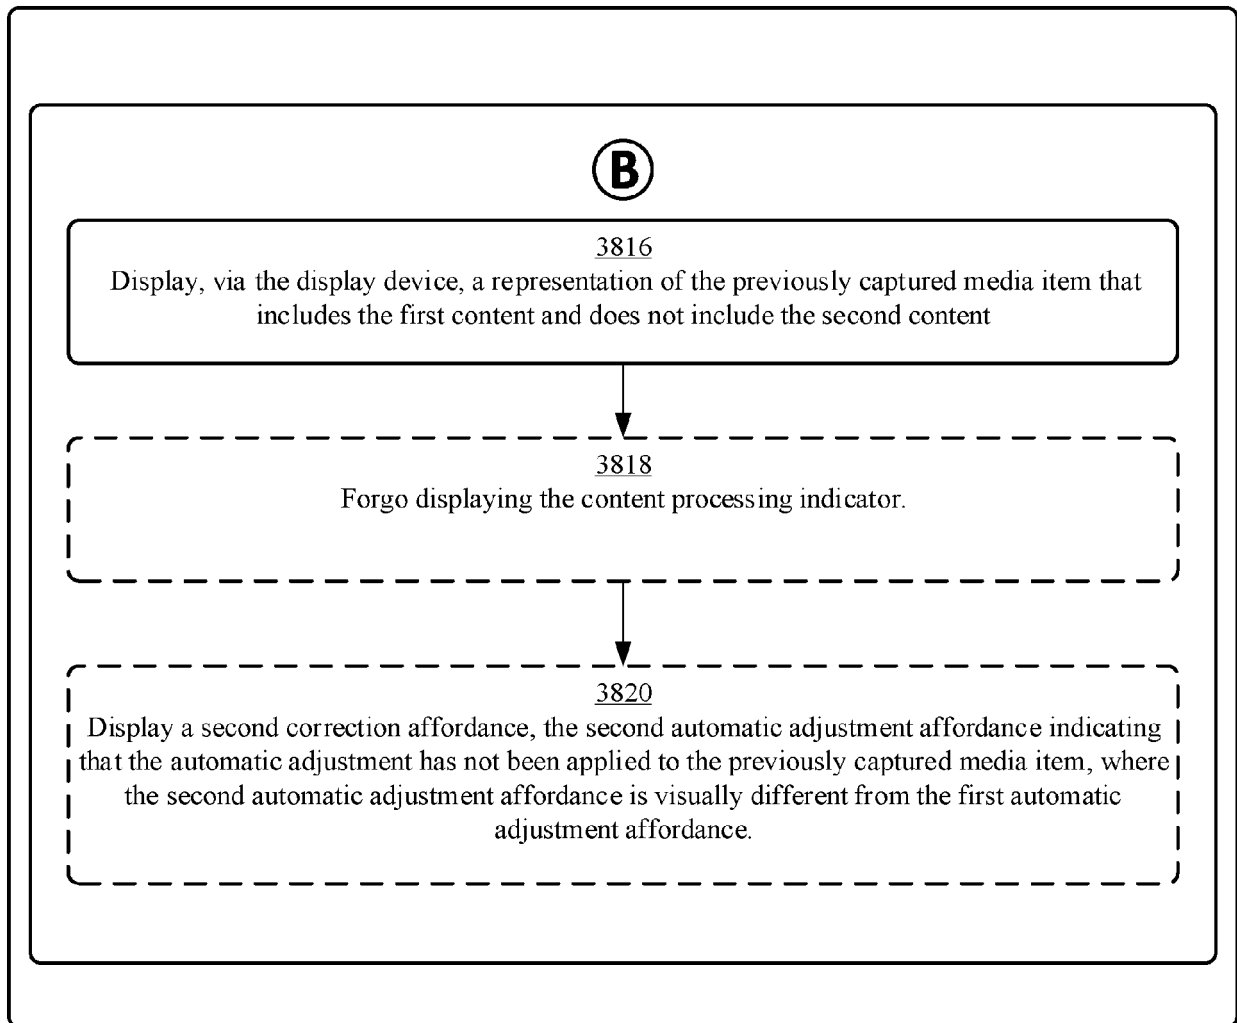 B
3816
Display, via the display device, a representation of the previously captured media item that
includes the first content and does not include the second content
3818
Forgo displaying the content processing indicator.
3820
Display a second correction affordance, the second automatic adjustment affordance indicating
that the automatic adjustment has not been applied to the previously captured media item, where
the second automatic adjustment affordance is visually different from the first automatic
adjustment affordance.